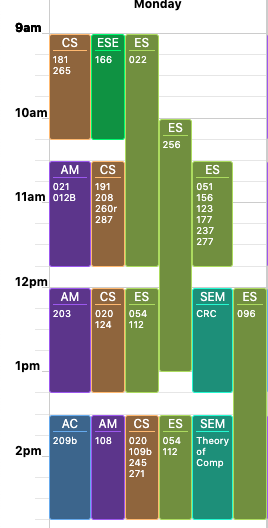 Monday
9am
CS
181
265
ESE
166
ES
022
10am
ES
256
11am
AM
021
012B
CS
191
208
260r
287
ES
051
156
123
177
237
277
12pm
AM
203
CS
020
124
ES
054
112
SEM
CRC
ES
096
1pm
AC
209b
AM
108
CS
020
109b
245
271
ES
054
112
SEM
Theory
of
Comp
2pm